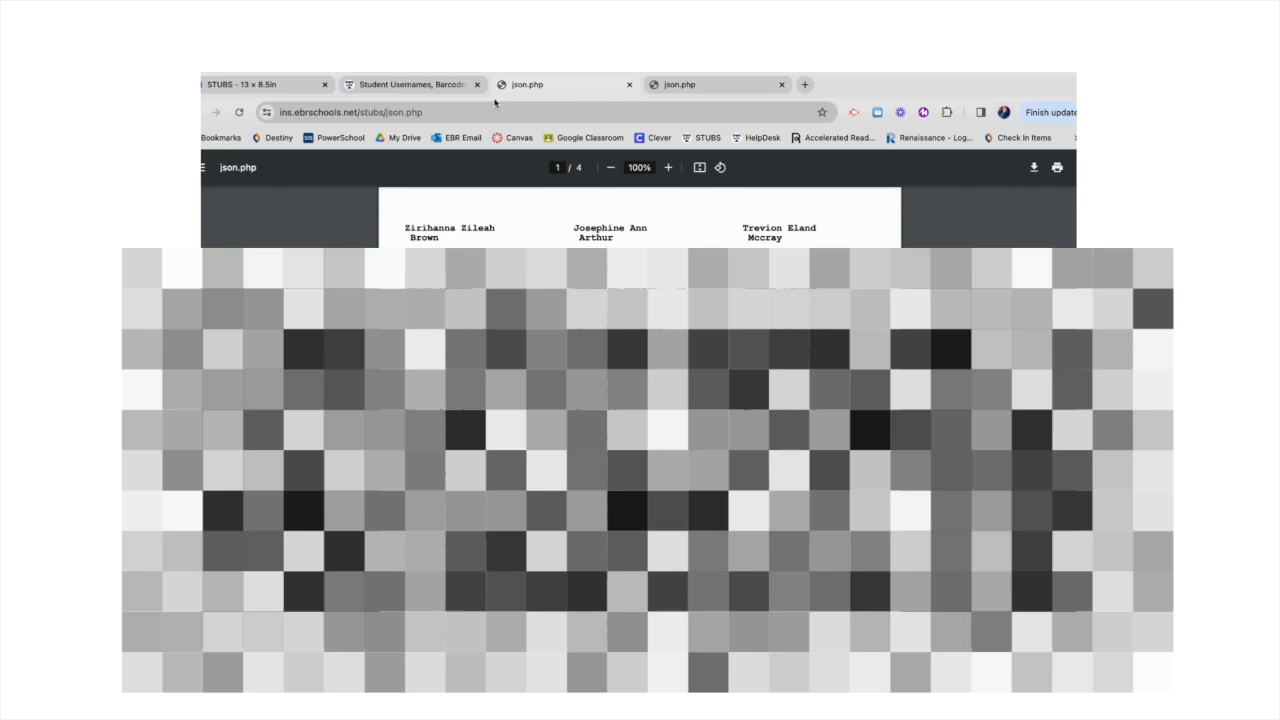 STUBS - 13 × 8.5in
Student Usernames, Barcode
json.php
json.php
ins.ebrschools.net/stubs/json.php
Finish update
Bookmarks
Destiny
PowerSchool
My Drive
EBR Email
Canvas
Google Classroom
Clever
STUBS
HelpDesk
Accelerated Read...
Renaissance - Log...
Check In Items
json.php
1 / 4
100%
Zirihanna Zileah
Brown
Josephine Ann
Arthur
Trevion Eland
Mccray